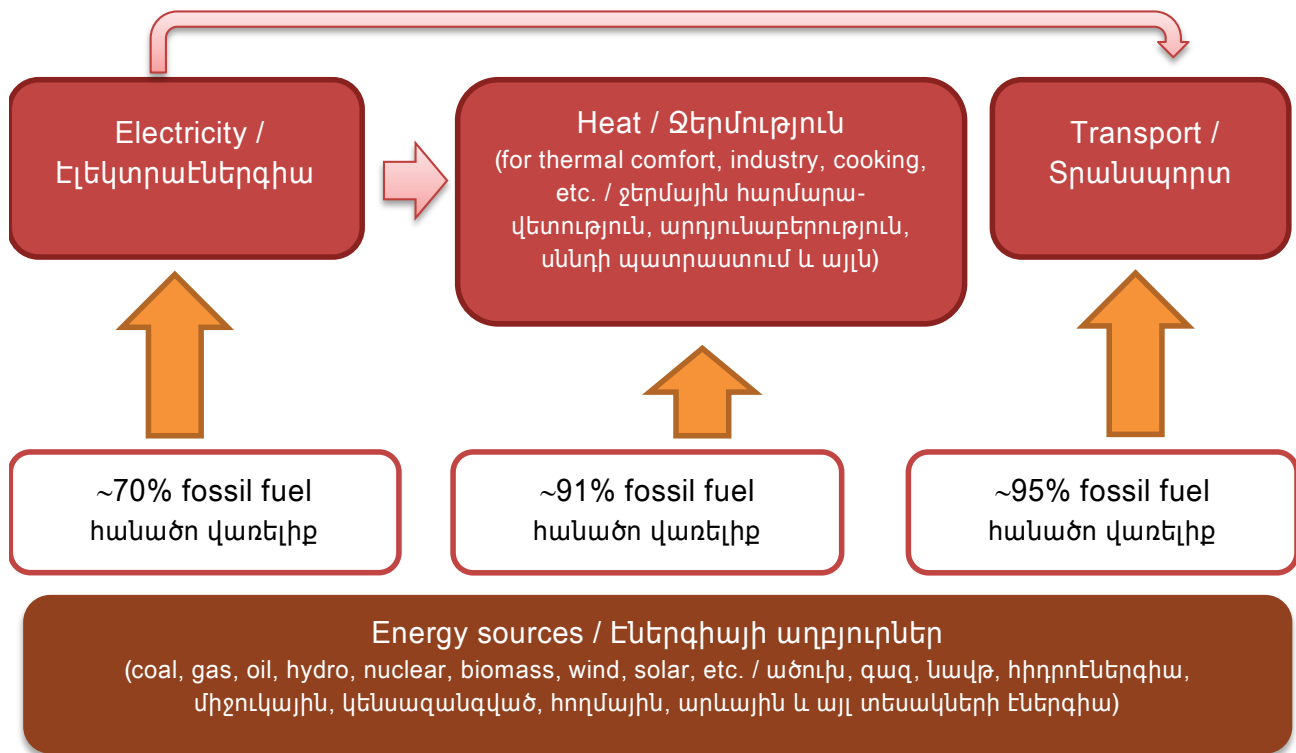 Electricity /
Էլեկտրաէներգիա
Heat / Ջերմություն
(for thermal comfort, industry, cooking,
etc. / ջերմային հարմարա-
վետություն, արդյունաբերություն,
սննդի պատրաստում և այլն)
Transport /
Տրանսպորտ
~70% fossil fuel
հանածո վառելիք
~91% fossil fuel
հանածո վառելիք
~95% fossil fuel
հանածո վառելիք
Energy sources / Էներգիայի աղբյուրներ
(coal, gas, oil, hydro, nuclear, biomass, wind, solar, etc. / ածուխ, գազ, նավթ, հիդրոէներգիա,
միջուկային, կենսազանգված, հողմային, արևային և այլ տեսակների էներգիա)